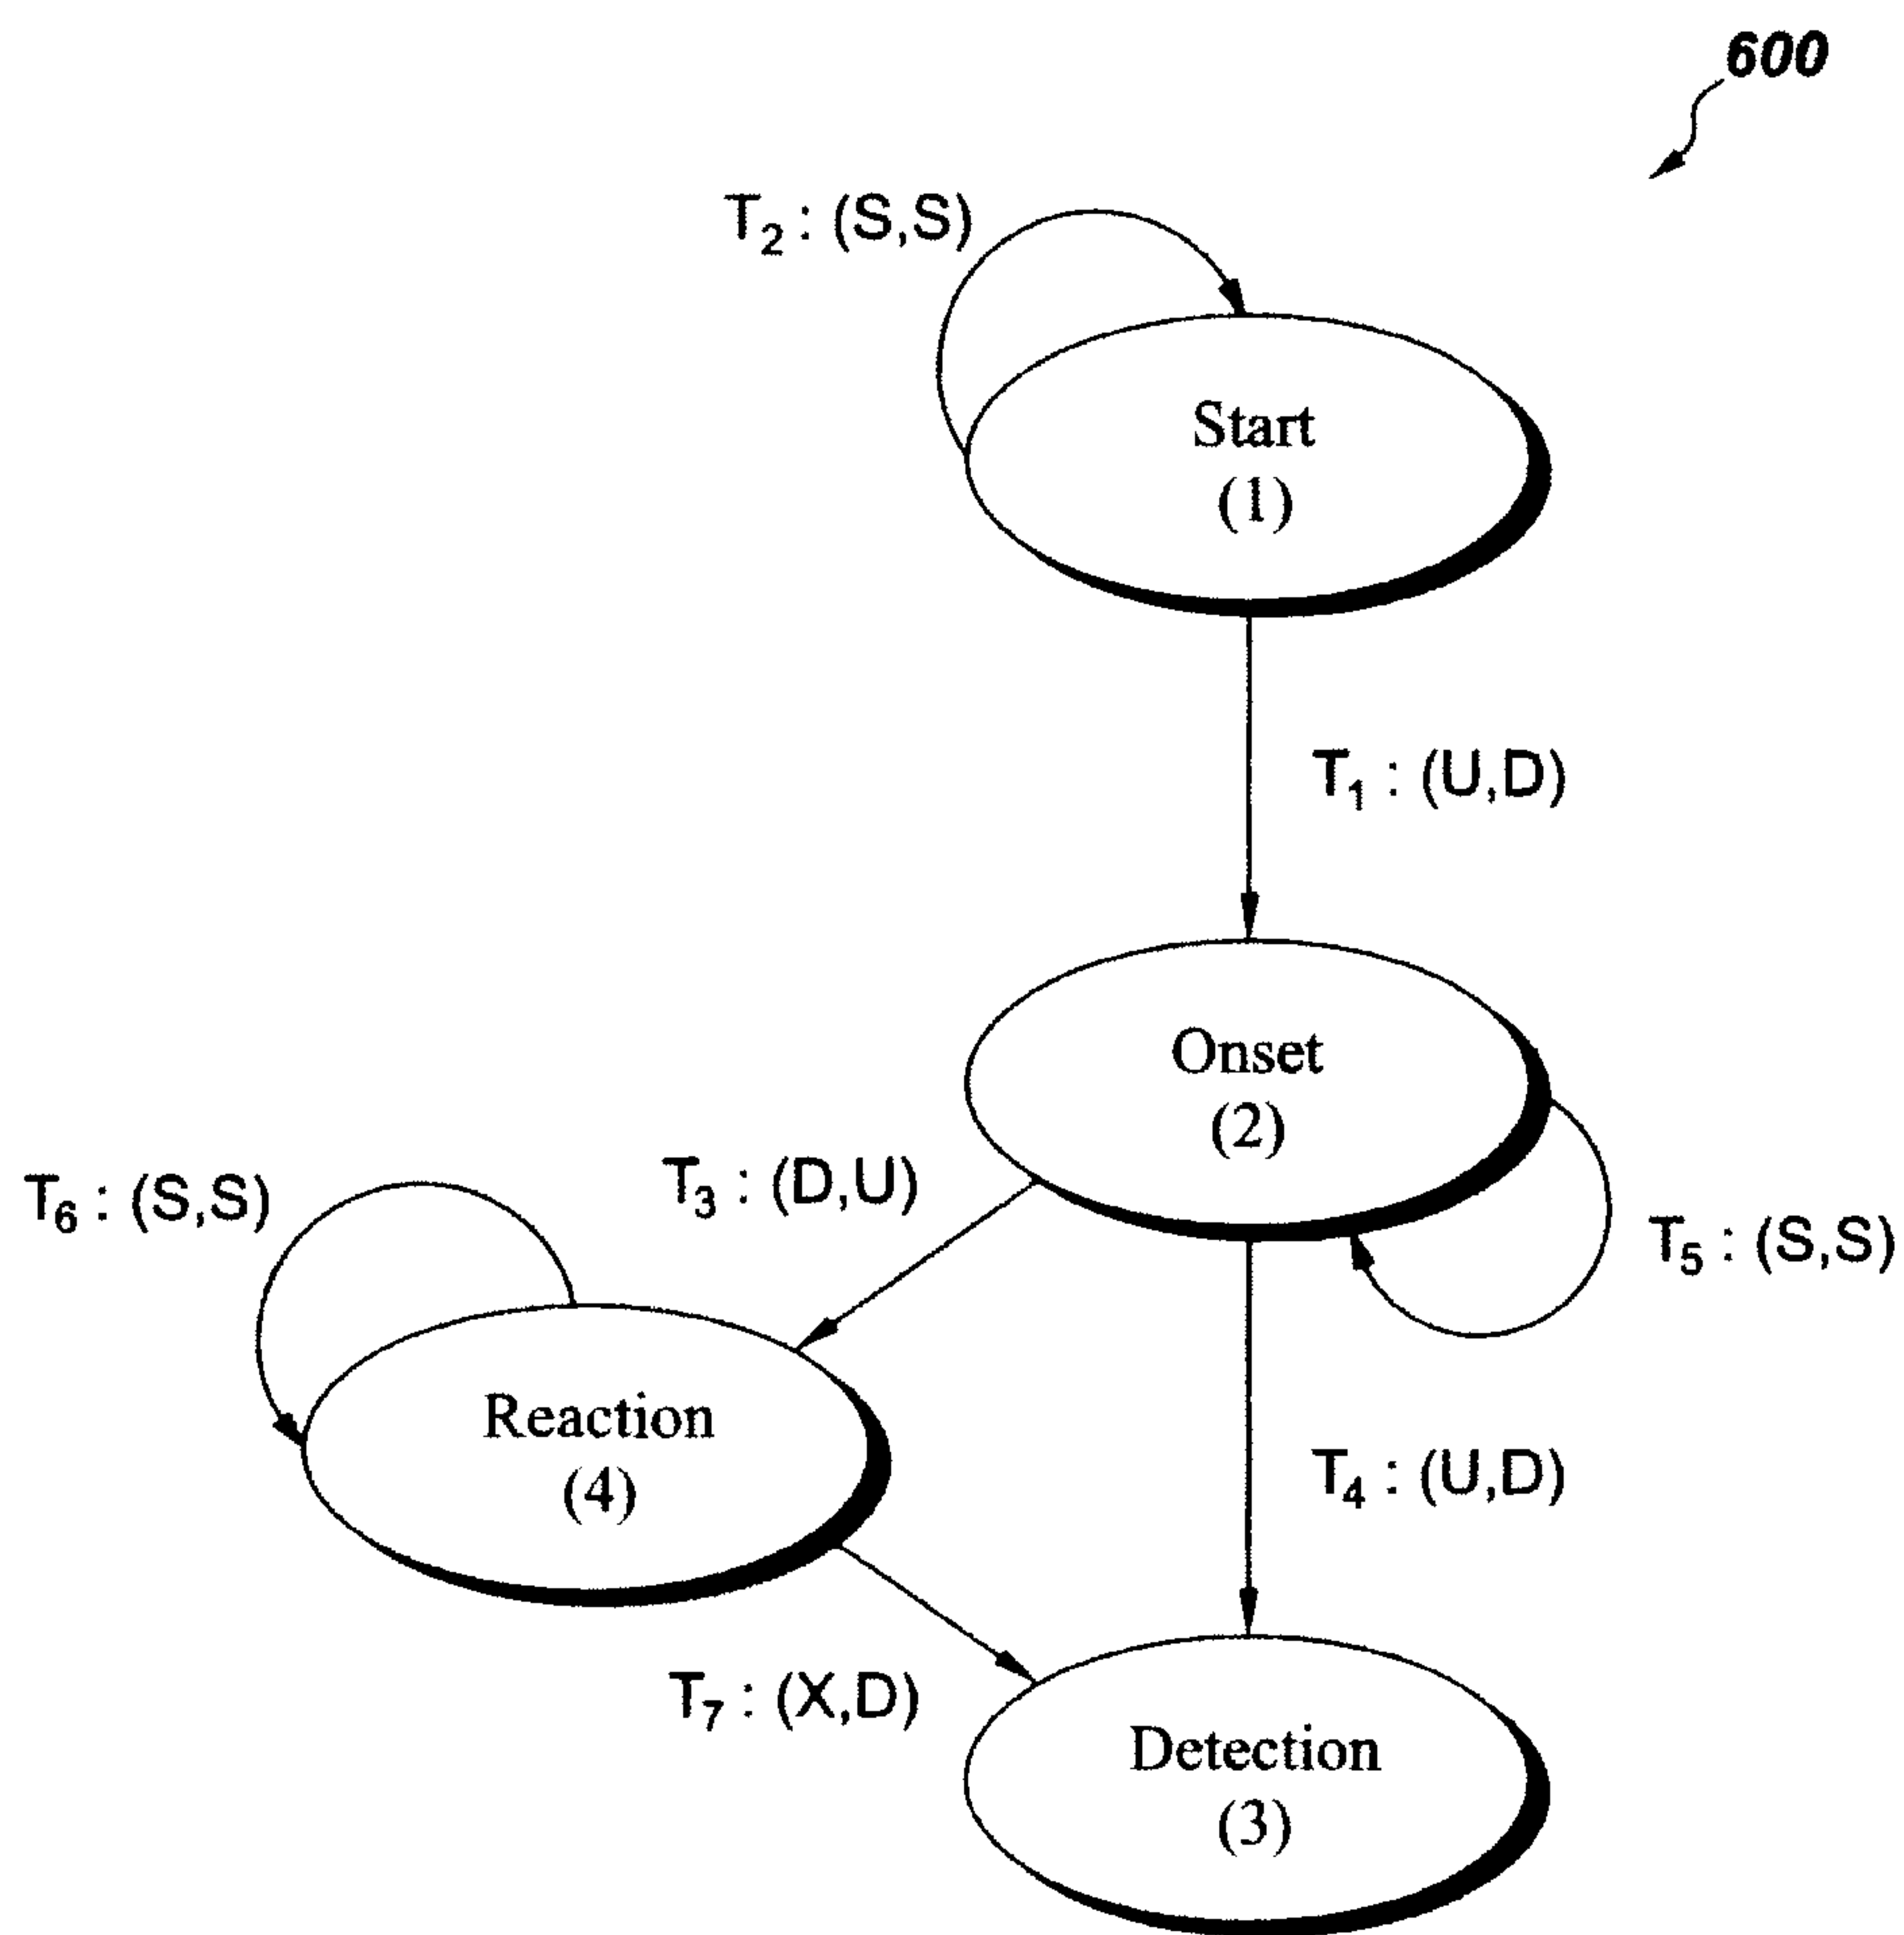 600
T₂ : (S,S)
Start
(1)
T₁ : (U,D)
Onset
(2)
T₃ : (D,U)
T₆ : (S,S)
T₅ : (S,S)
Reaction
(4)
T₄ : (U,D)
T₇ : (X,D)
Detection
(3)